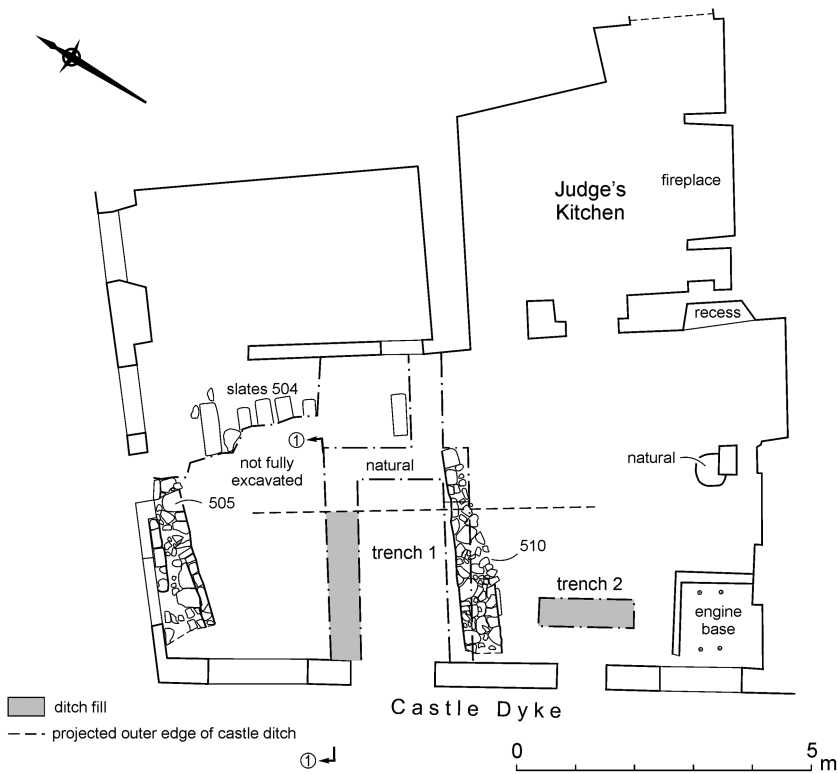 Judge's
Kitchen
fireplace
recess
slates 504
①
not fully
excavated
natural
natural
505
trench 1
510
trench 2
engine
base
Castle Dyke
ditch fill
projected outer edge of castle ditch
①
0
5
m